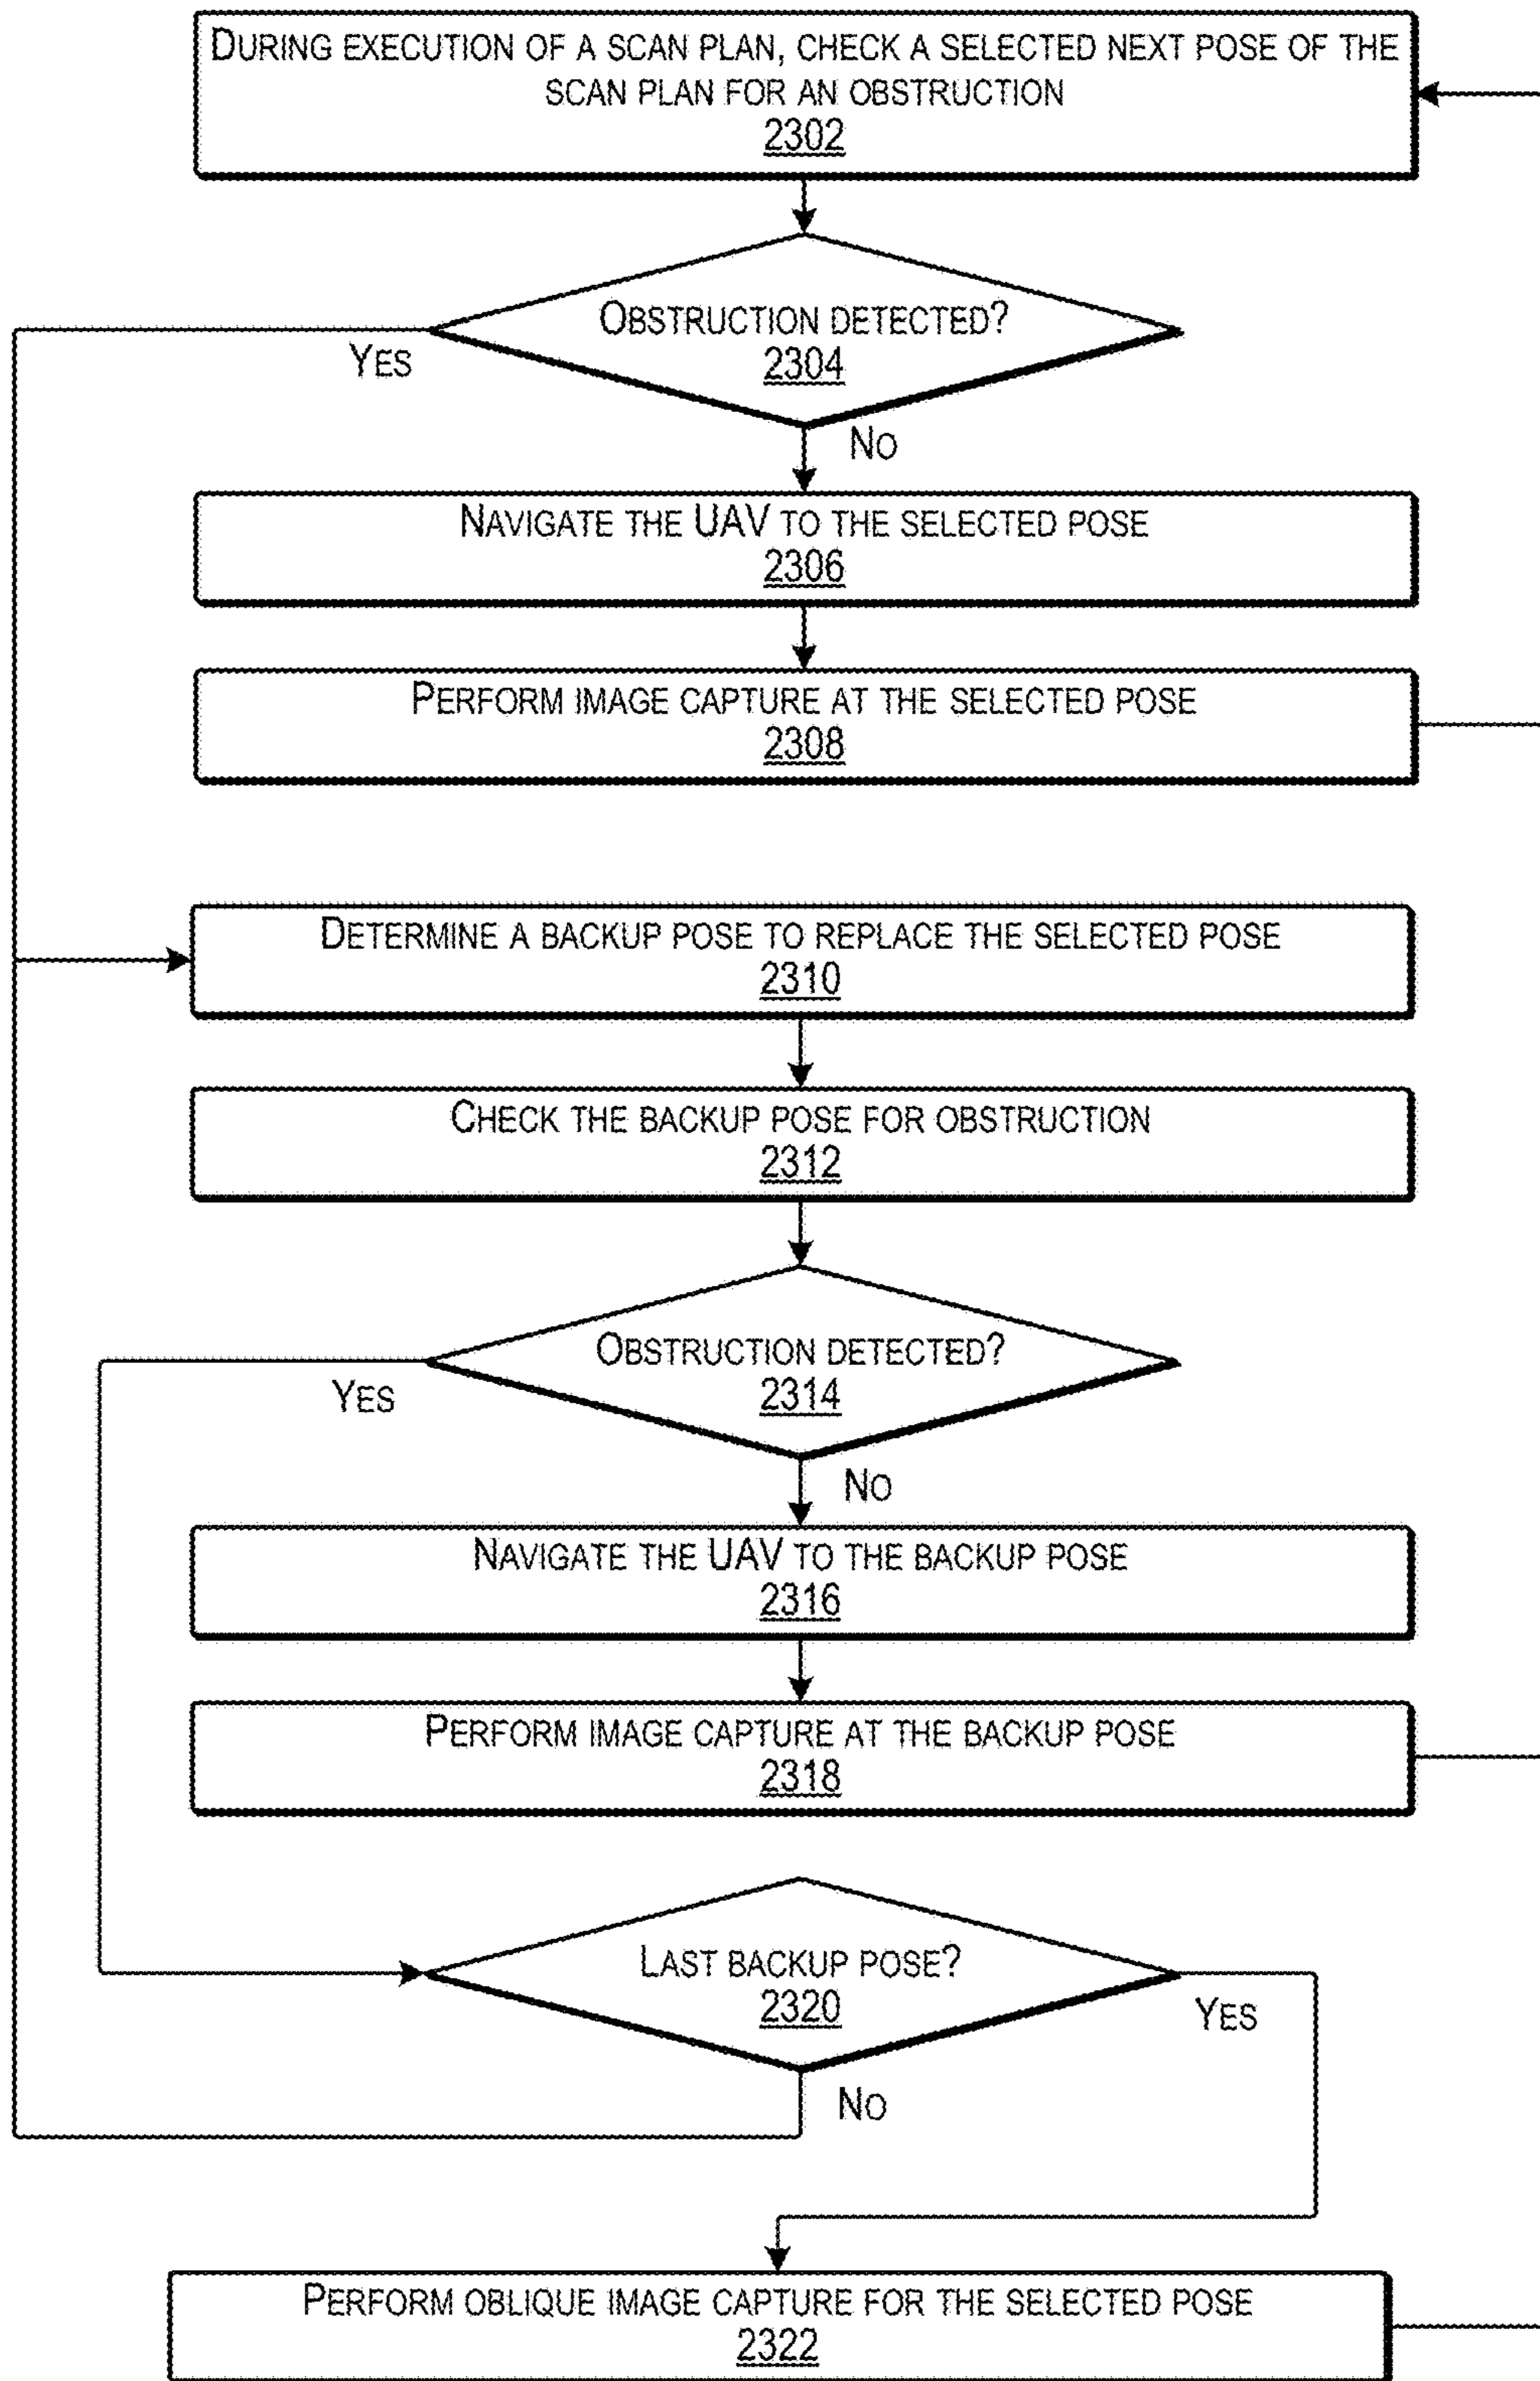 DURING EXECUTION OF A SCAN PLAN, CHECK A SELECTED NEXT POSE OF THE
SCAN PLAN FOR AN OBSTRUCTION
2302
OBSTRUCTION DETECTED?
2304
YES
NO
NAVIGATE THE UAV TO THE SELECTED POSE
2306
PERFORM IMAGE CAPTURE AT THE SELECTED POSE
2308
DETERMINE A BACKUP POSE TO REPLACE THE SELECTED POSE
2310
CHECK THE BACKUP POSE FOR OBSTRUCTION
2312
OBSTRUCTION DETECTED?
2314
YES
NO
NAVIGATE THE UAV TO THE BACKUP POSE
2316
PERFORM IMAGE CAPTURE AT THE BACKUP POSE
2318
LAST BACKUP POSE?
2320
YES
NO
PERFORM OBLIQUE IMAGE CAPTURE FOR THE SELECTED POSE
2322